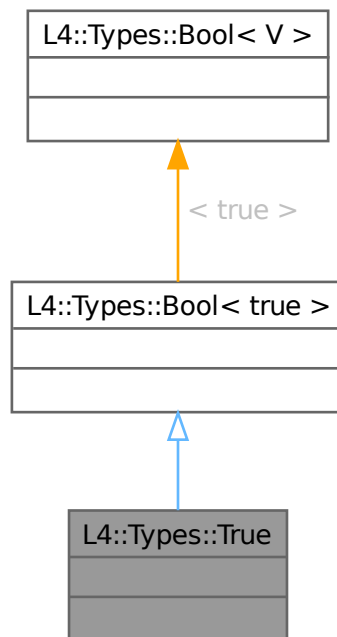 L4::Types::Bool< V >
< true >
L4::Types::Bool< true >
L4::Types::True